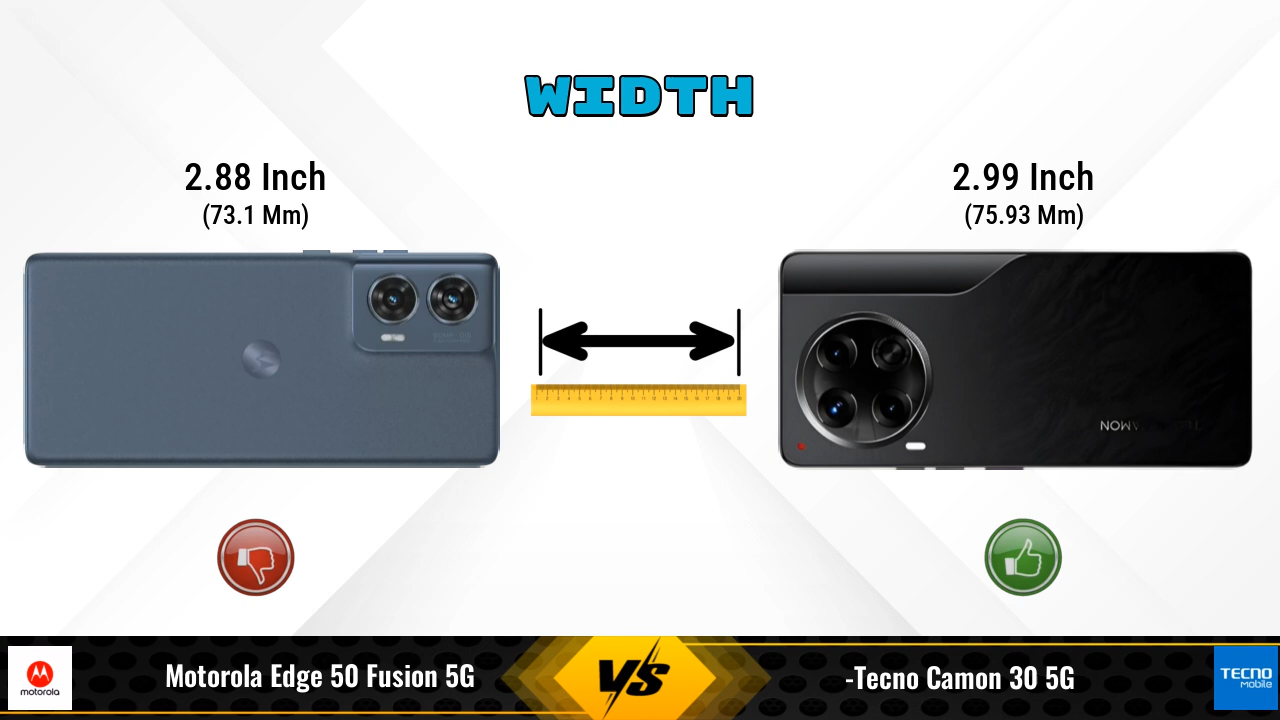 WIDTH
2.88 Inch
(73.1 Mm)
2.99 Inch
(75.93 Mm)
Motorola Edge 50 Fusion 5G
VS
-Tecno Camon 30 5G
motorola
TECNO
mobile